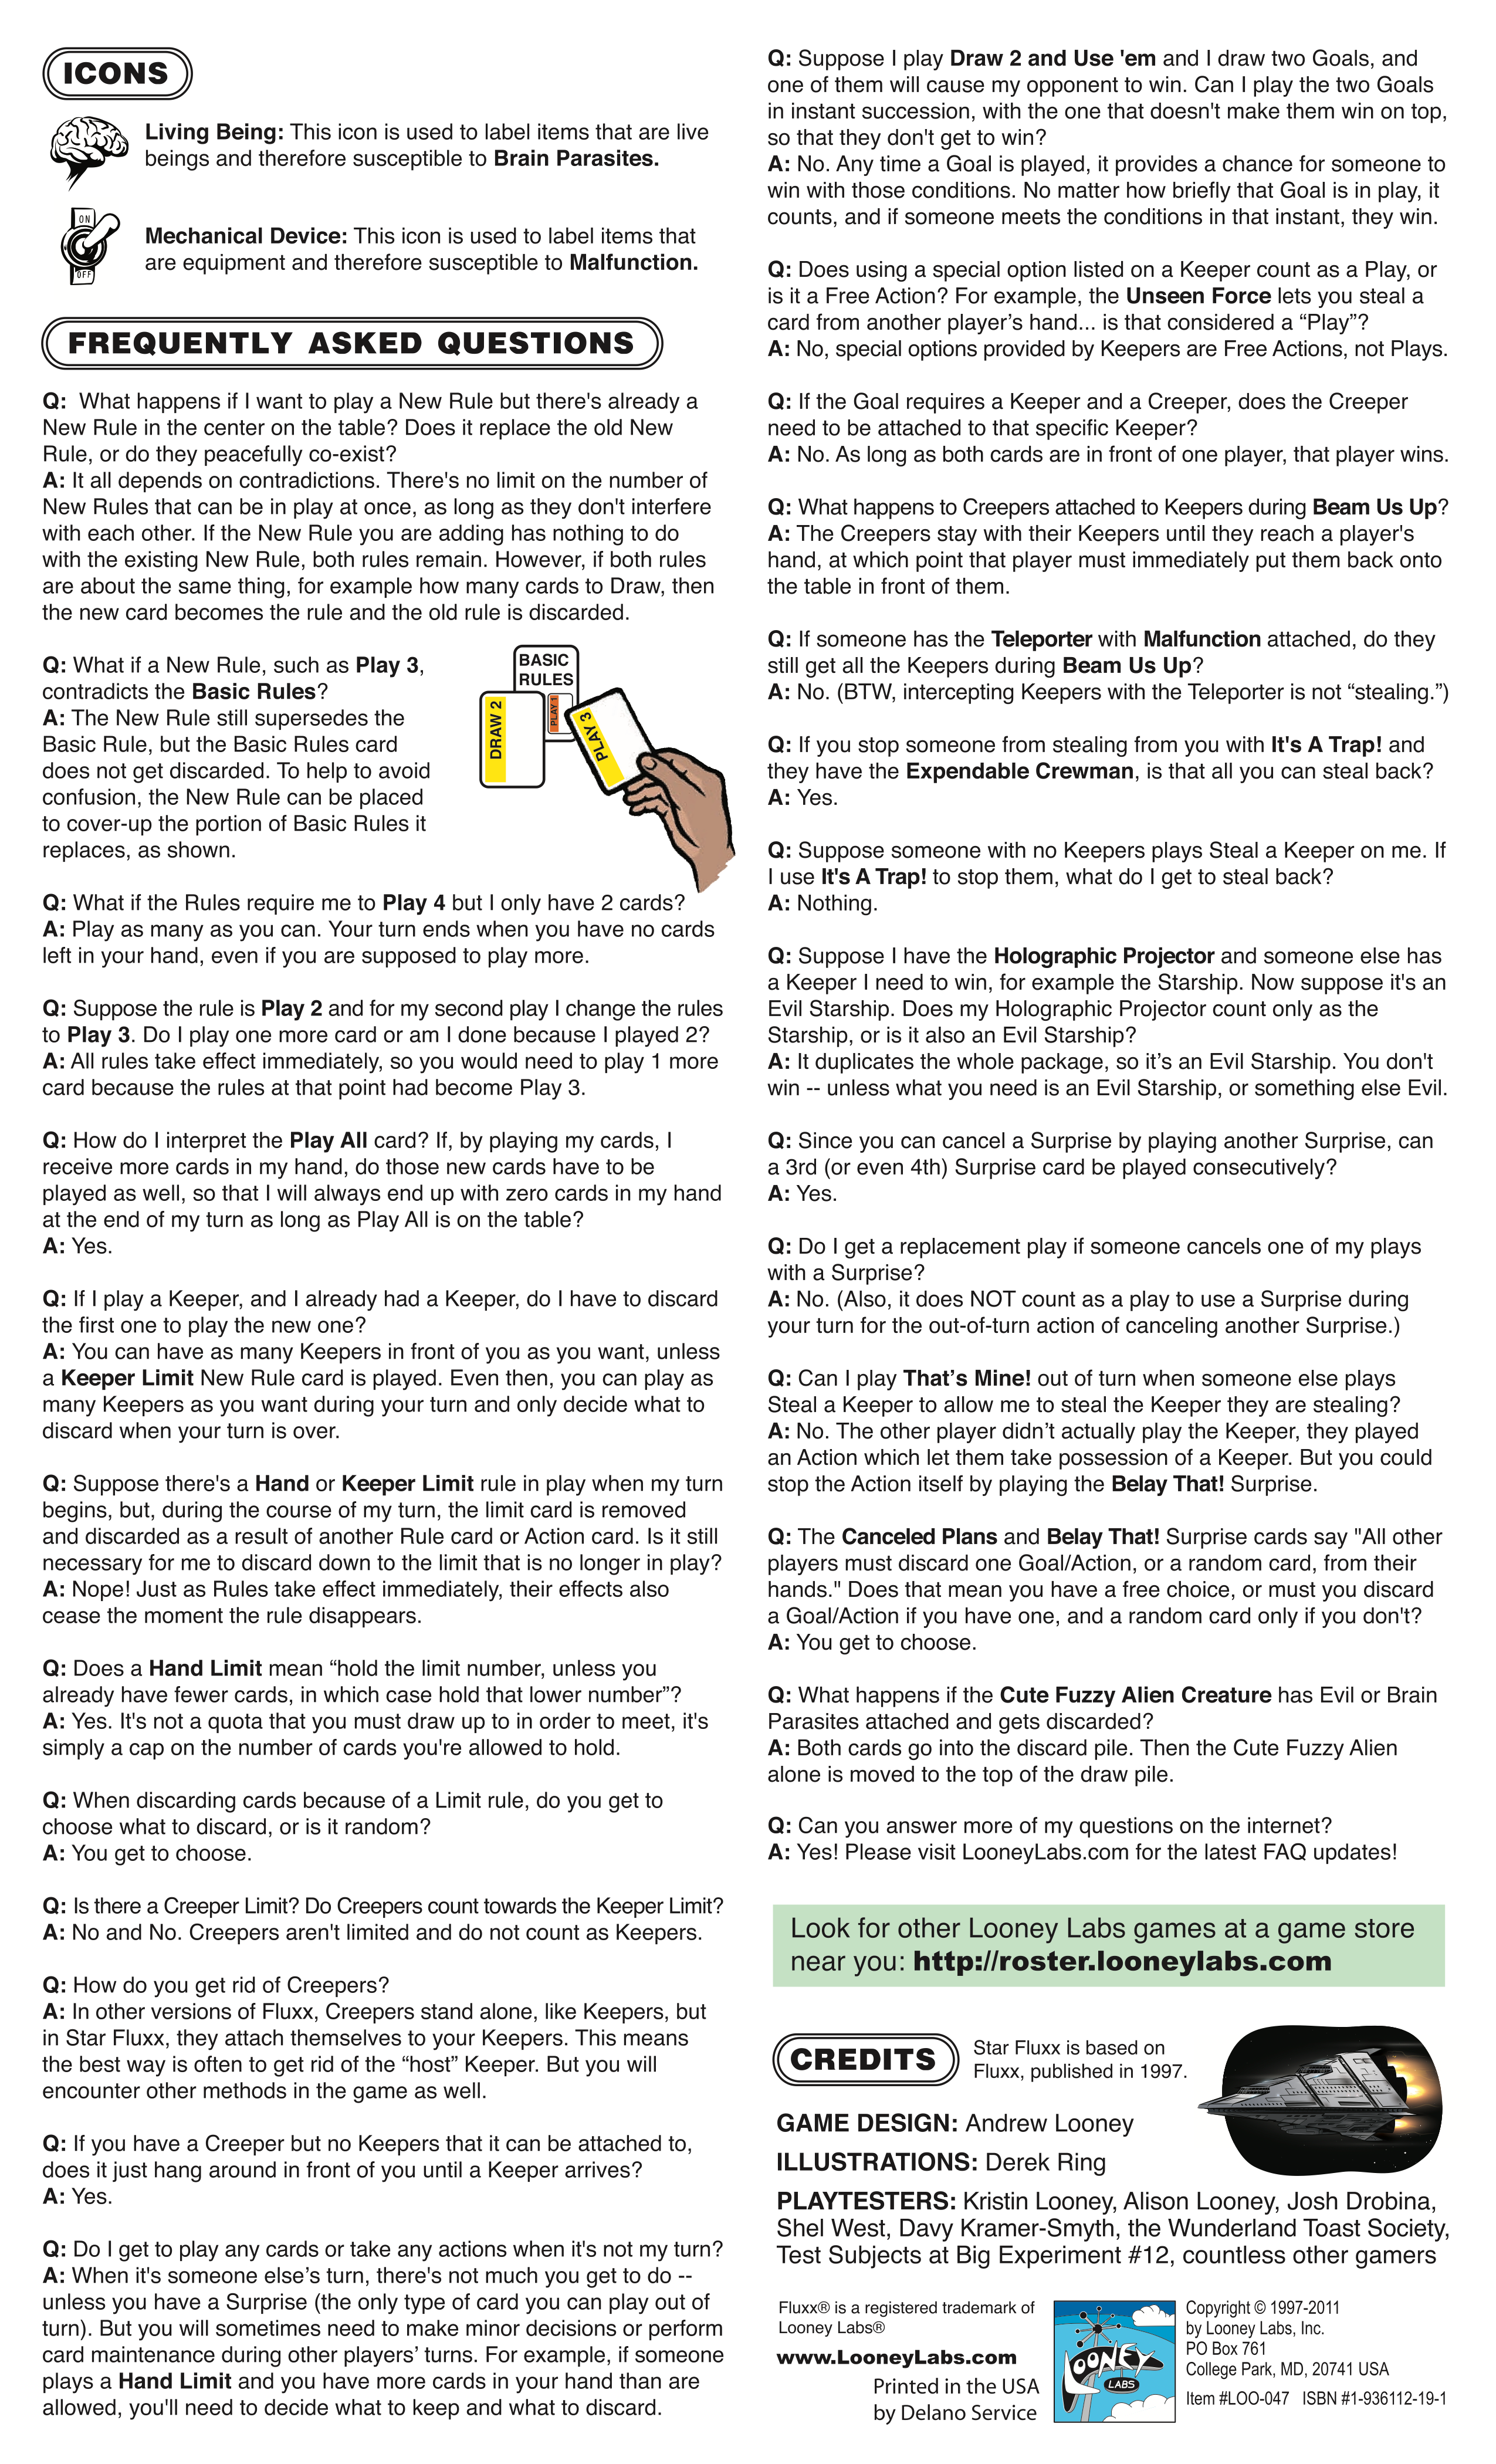 ICONS
Living Being: This icon is used to label items that are live
beings and therefore susceptible to Brain Parasites.
ON
OFF
Mechanical Device: This icon is used to label items that
are equipment and therefore susceptible to Malfunction.
FREQUENTLY ASKED QUESTIONS
Q: What happens if I want to play a New Rule but there's already a
New Rule in the center on the table? Does it replace the old New
Rule, or do they peacefully co-exist?
A: It all depends on contradictions. There's no limit on the number of
New Rules that can be in play at once, as long as they don't interfere
with each other. If the New Rule you are adding has nothing to do
with the existing New Rule, both rules remain. However, if both rules
are about the same thing, for example how many cards to Draw, then
the new card becomes the rule and the old rule is discarded.
Q: What if a New Rule, such as Play 3,
contradicts the Basic Rules?
A: The New Rule still supersedes the
Basic Rule, but the Basic Rules card
does not get discarded. To help to avoid
confusion, the New Rule can be placed
to cover-up the portion of Basic Rules it
replaces, as shown.
BASIC
RULES
DRAW 2
PLAY 1
PLAY 3
Q: What if the Rules require me to Play 4 but I only have 2 cards?
A: Play as many as you can. Your turn ends when you have no cards
left in your hand, even if you are supposed to play more.
Q: Suppose the rule is Play 2 and for my second play I change the rules
to Play 3. Do I play one more card or am I done because I played 2?
A: All rules take effect immediately, so you would need to play 1 more
card because the rules at that point had become Play 3.
Q: How do I interpret the Play All card? If, by playing my cards, I
receive more cards in my hand, do those new cards have to be
played as well, so that I will always end up with zero cards in my hand
at the end of my turn as long as Play All is on the table?
A: Yes.
Q: If I play a Keeper, and I already had a Keeper, do I have to discard
the first one to play the new one?
A: You can have as many Keepers in front of you as you want, unless
a Keeper Limit New Rule card is played. Even then, you can play as
many Keepers as you want during your turn and only decide what to
discard when your turn is over.
Q: Suppose there's a Hand or Keeper Limit rule in play when my turn
begins, but, during the course of my turn, the limit card is removed
and discarded as a result of another Rule card or Action card. Is it still
necessary for me to discard down to the limit that is no longer in play?
A: Nope! Just as Rules take effect immediately, their effects also
cease the moment the rule disappears.
Q: Does a Hand Limit mean “hold the limit number, unless you
already have fewer cards, in which case hold that lower number”?
A: Yes. It's not a quota that you must draw up to in order to meet, it's
simply a cap on the number of cards you're allowed to hold.
Q: When discarding cards because of a Limit rule, do you get to
choose what to discard, or is it random?
A: You get to choose.
Q: Is there a Creeper Limit? Do Creepers count towards the Keeper Limit?
A: No and No. Creepers aren't limited and do not count as Keepers.
Q: How do you get rid of Creepers?
A: In other versions of Fluxx, Creepers stand alone, like Keepers, but
in Star Fluxx, they attach themselves to your Keepers. This means
the best way is often to get rid of the “host” Keeper. But you will
encounter other methods in the game as well.
Q: If you have a Creeper but no Keepers that it can be attached to,
does it just hang around in front of you until a Keeper arrives?
A: Yes.
Q: Do I get to play any cards or take any actions when it's not my turn?
A: When it's someone else’s turn, there's not much you get to do --
unless you have a Surprise (the only type of card you can play out of
turn). But you will sometimes need to make minor decisions or perform
card maintenance during other players’ turns. For example, if someone
plays a Hand Limit and you have more cards in your hand than are
allowed, you'll need to decide what to keep and what to discard.
Q: Suppose I play Draw 2 and Use 'em and I draw two Goals, and
one of them will cause my opponent to win. Can I play the two Goals
in instant succession, with the one that doesn't make them win on top,
so that they don't get to win?
A: No. Any time a Goal is played, it provides a chance for someone to
win with those conditions. No matter how briefly that Goal is in play, it
counts, and if someone meets the conditions in that instant, they win.
Q: Does using a special option listed on a Keeper count as a Play, or
is it a Free Action? For example, the Unseen Force lets you steal a
card from another player’s hand... is that considered a “Play”?
A: No, special options provided by Keepers are Free Actions, not Plays.
Q: If the Goal requires a Keeper and a Creeper, does the Creeper
need to be attached to that specific Keeper?
A: No. As long as both cards are in front of one player, that player wins.
Q: What happens to Creepers attached to Keepers during Beam Us Up?
A: The Creepers stay with their Keepers until they reach a player's
hand, at which point that player must immediately put them back onto
the table in front of them.
Q: If someone has the Teleporter with Malfunction attached, do they
still get all the Keepers during Beam Us Up?
A: No. (BTW, intercepting Keepers with the Teleporter is not “stealing.”)
Q: If you stop someone from stealing from you with It's A Trap! and
they have the Expendable Crewman, is that all you can steal back?
A: Yes.
Q: Suppose someone with no Keepers plays Steal a Keeper on me. If
I use It's A Trap! to stop them, what do I get to steal back?
A: Nothing.
Q: Suppose I have the Holographic Projector and someone else has
a Keeper I need to win, for example the Starship. Now suppose it's an
Evil Starship. Does my Holographic Projector count only as the
Starship, or is it also an Evil Starship?
A: It duplicates the whole package, so it’s an Evil Starship. You don't
win -- unless what you need is an Evil Starship, or something else Evil.
Q: Since you can cancel a Surprise by playing another Surprise, can
a 3rd (or even 4th) Surprise card be played consecutively?
A: Yes.
Q: Do I get a replacement play if someone cancels one of my plays
with a Surprise?
A: No. (Also, it does NOT count as a play to use a Surprise during
your turn for the out-of-turn action of canceling another Surprise.)
Q: Can I play That’s Mine! out of turn when someone else plays
Steal a Keeper to allow me to steal the Keeper they are stealing?
A: No. The other player didn’t actually play the Keeper, they played
an Action which let them take possession of a Keeper. But you could
stop the Action itself by playing the Belay That! Surprise.
Q: The Canceled Plans and Belay That! Surprise cards say "All other
players must discard one Goal/Action, or a random card, from their
hands." Does that mean you have a free choice, or must you discard
a Goal/Action if you have one, and a random card only if you don't?
A: You get to choose.
Q: What happens if the Cute Fuzzy Alien Creature has Evil or Brain
Parasites attached and gets discarded?
A: Both cards go into the discard pile. Then the Cute Fuzzy Alien
alone is moved to the top of the draw pile.
Q: Can you answer more of my questions on the internet?
A: Yes! Please visit LooneyLabs.com for the latest FAQ updates!
Look for other Looney Labs games at a game store
near you: http://roster.looneylabs.com
CREDITS
Star Fluxx is based on
Fluxx, published in 1997.
GAME DESIGN: Andrew Looney
ILLUSTRATIONS: Derek Ring
PLAYTESTERS: Kristin Looney, Alison Looney, Josh Drobina,
Shel West, Davy Kramer-Smyth, the Wunderland Toast Society,
Test Subjects at Big Experiment #12, countless other gamers
Fluxx® is a registered trademark of
Looney Labs®
www.LooneyLabs.com
Printed in the USA
by Delano Service
LOONEY
LABS
Copyright © 1997-2011
by Looney Labs, Inc.
PO Box 761
College Park, MD, 20741 USA
Item #LOO-047 ISBN #1-936112-19-1